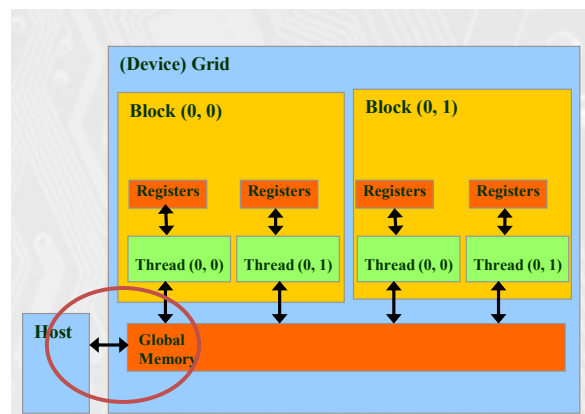 (Device) Grid
Block (0, 0)
Block (0, 1)
Registers
Registers
Registers
Registers
Thread (0, 0)
Thread (0, 1)
Thread (0, 0)
Thread (0, 1)
Host
Global
Memory